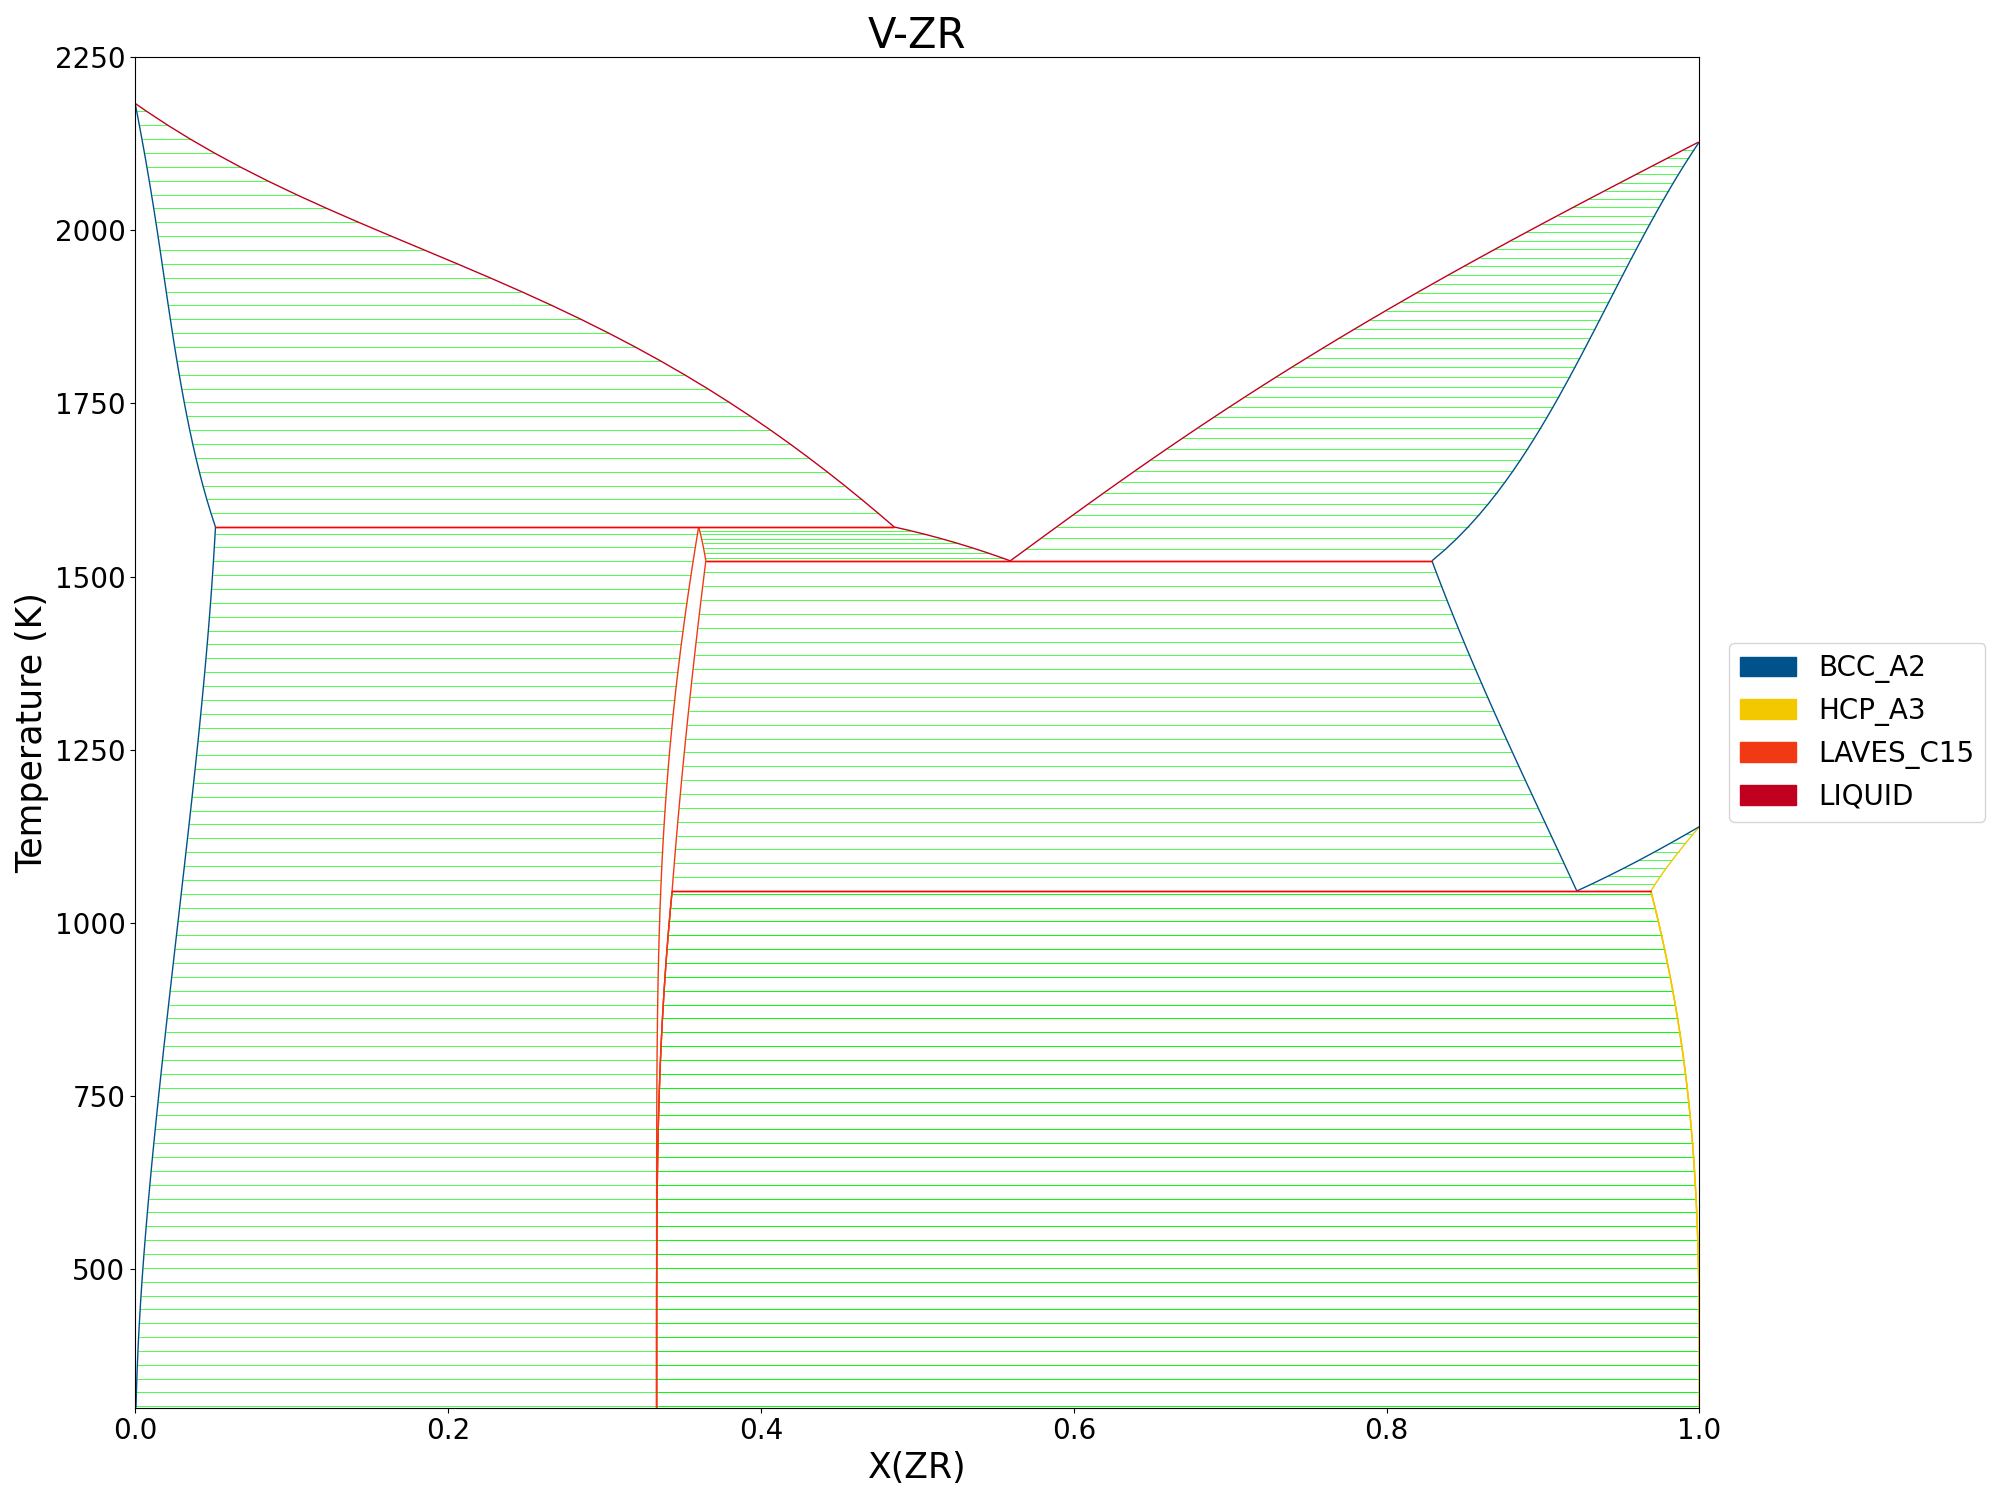 V-ZR
2250
2000
1750
1500
1250
1000
750
500
Temperature (K)
0.0 0.2 0.4 0.6 0.8 1.0
X(ZR)
BCC_A2
HCP_A3
LAVES_C15
LIQUID